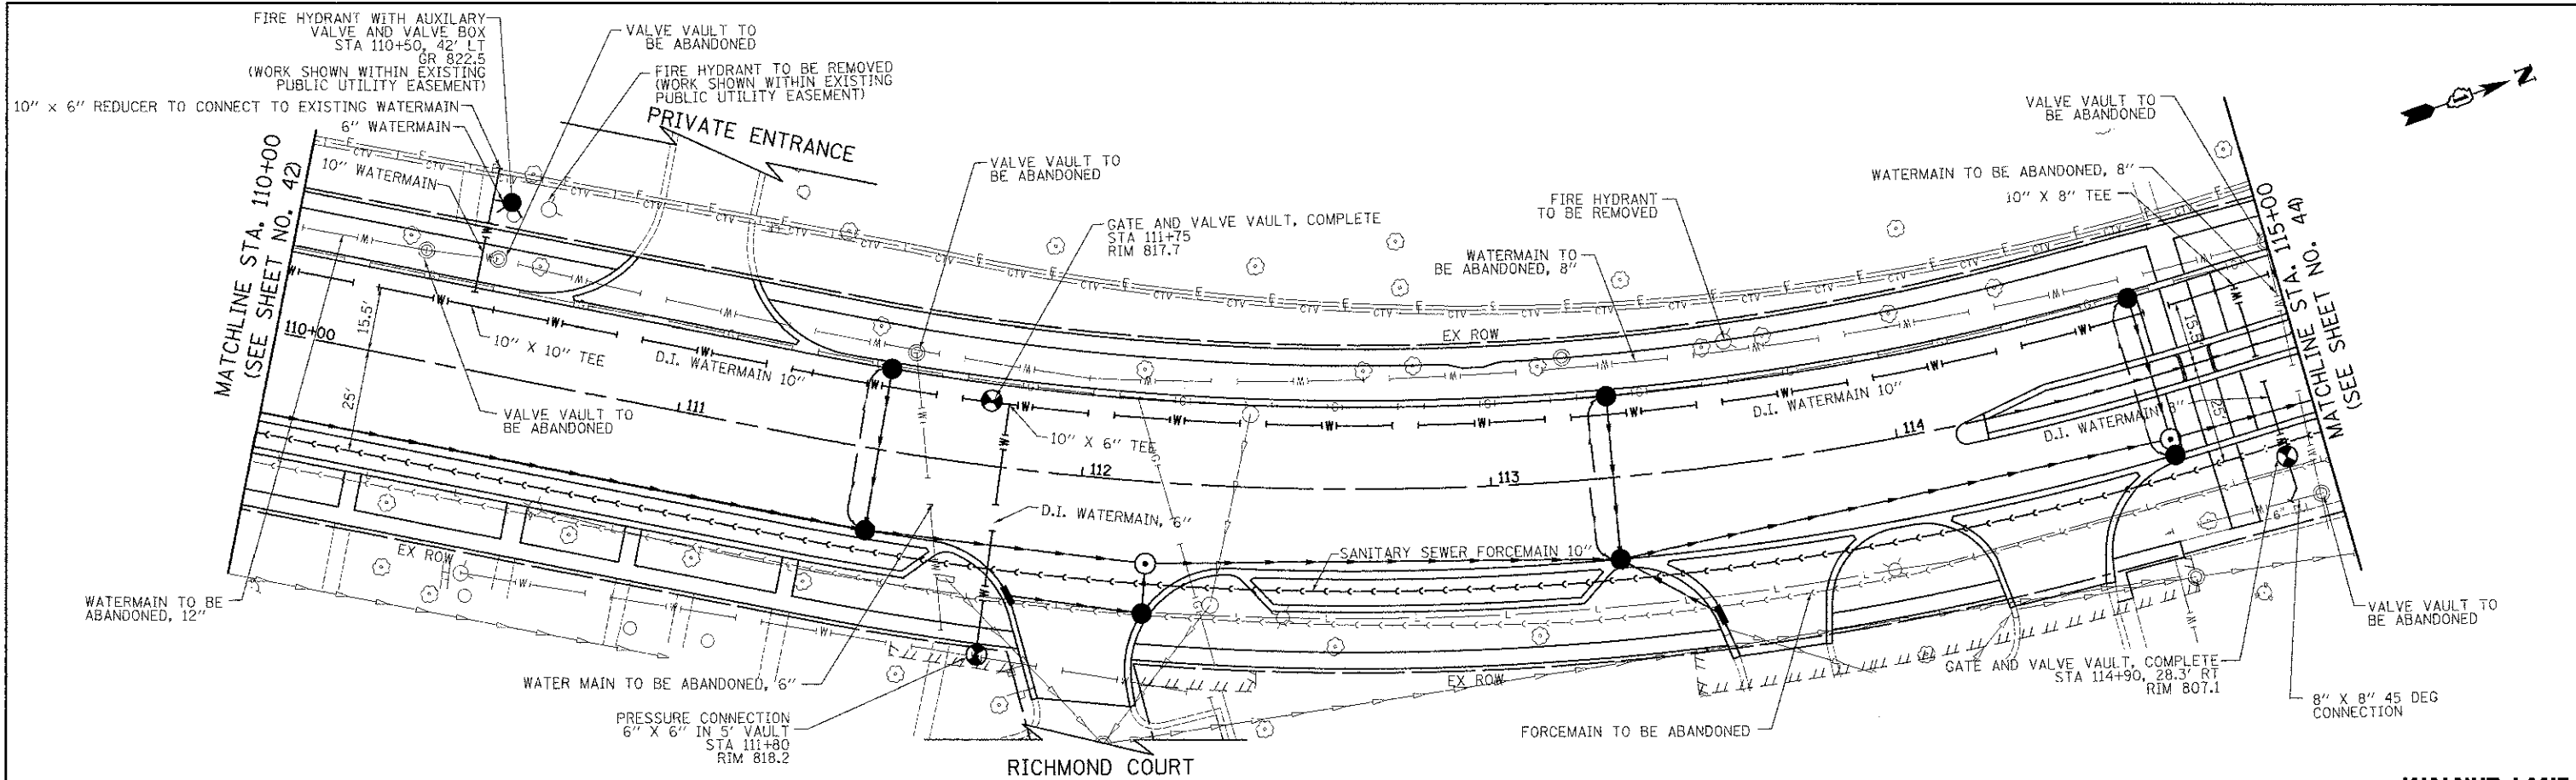 FIRE HYDRANT WITH AUXILARY
VALVE AND VALVE BOX
STA 110+50, 42' LT
GR 822.5
(WORK SHOWN WITHIN EXISTING
PUBLIC UTILITY EASEMENT)
10" x 6" REDUCER TO CONNECT TO EXISTING WATERMAIN
6" WATERMAIN
10" WATERMAIN
VALVE VAULT TO
BE ABANDONED
FIRE HYDRANT TO BE REMOVED
(WORK SHOWN WITHIN EXISTING
PUBLIC UTILITY EASEMENT)
PRIVATE ENTRANCE
VALVE VAULT TO
BE ABANDONED
GATE AND VALVE VAULT, COMPLETE
STA 111+75
RIM 817.7
FIRE HYDRANT
TO BE REMOVED
WATERMAIN TO
BE ABANDONED, 8"
VALVE VAULT TO
BE ABANDONED
WATERMAIN TO BE ABANDONED, 8"
10" X 8" TEE
N
MATCHLINE STA. 110+00
(SEE SHEET NO. 42)
MATCHLINE STA. 115+00
(SEE SHEET NO. 44)
110+00
15.5'
25'
10" X 10" TEE
D.I. WATERMAIN 10"
VALVE VAULT TO
BE ABANDONED
111
EX ROW
10" X 6" TEE
112
113
D.I. WATERMAIN 10"
114
15.5'
25'
D.I. WATERMAIN 8"
D.I. WATERMAIN, 6"
SANITARY SEWER FORCEMAIN 10"
EX ROW
6"
WATERMAIN TO BE
ABANDONED, 12"
WATER MAIN TO BE ABANDONED, 6"
PRESSURE CONNECTION
6" X 6" IN 5' VAULT
STA 111+80
RIM 818.2
RICHMOND COURT
EX ROW
FORCEMAIN TO BE ABANDONED
GATE AND VALVE VAULT, COMPLETE
STA 114+90, 28.3' RT
RIM 807.1
VALVE VAULT TO
BE ABANDONED
8" X 8" 45 DEG
CONNECTION